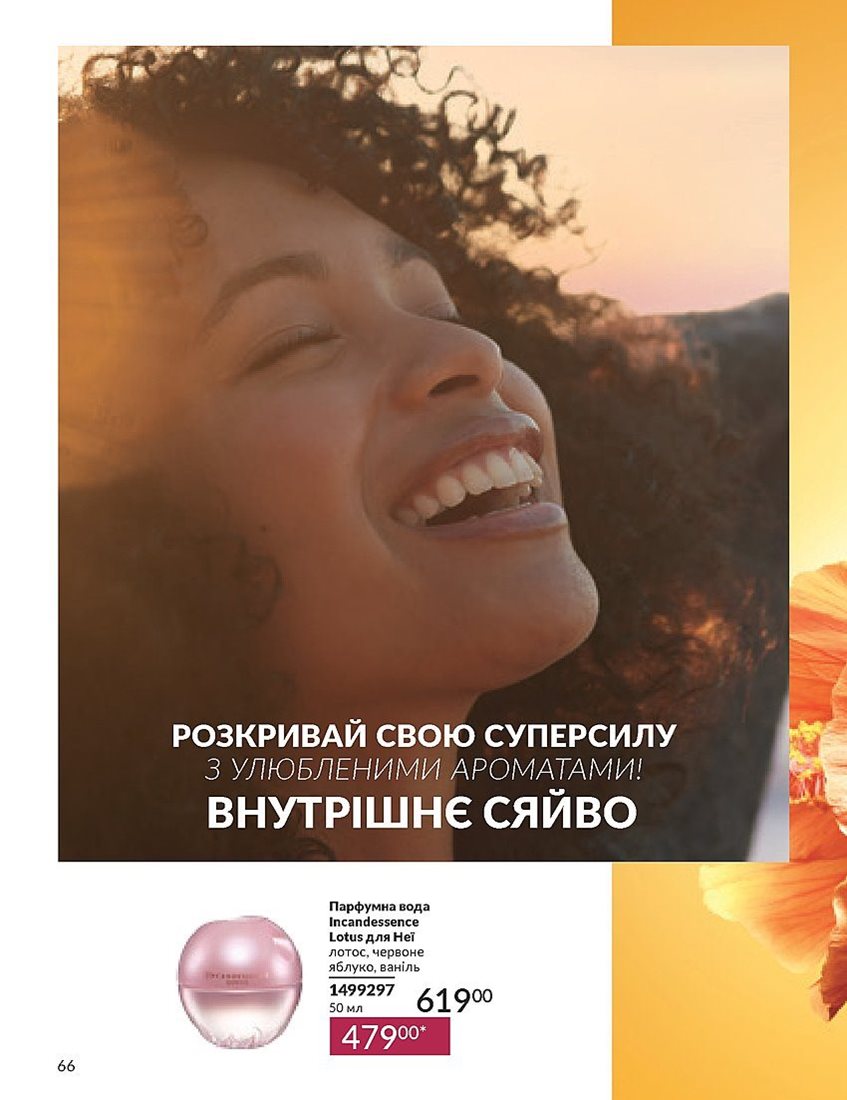 РОЗКРИВАЙ СВОЮ СУПЕРСИЛУ
З УЛЮБЛЕНИМИ АРОМАТАМИ!
ВНУТРІШНЄ СЯЙВО
Парфумна вода
Incandessence
Lotus для Неї
лотос, червоне
яблуко, ваніль
1499297
50 мл
619⁰⁰
479⁰⁰*
66